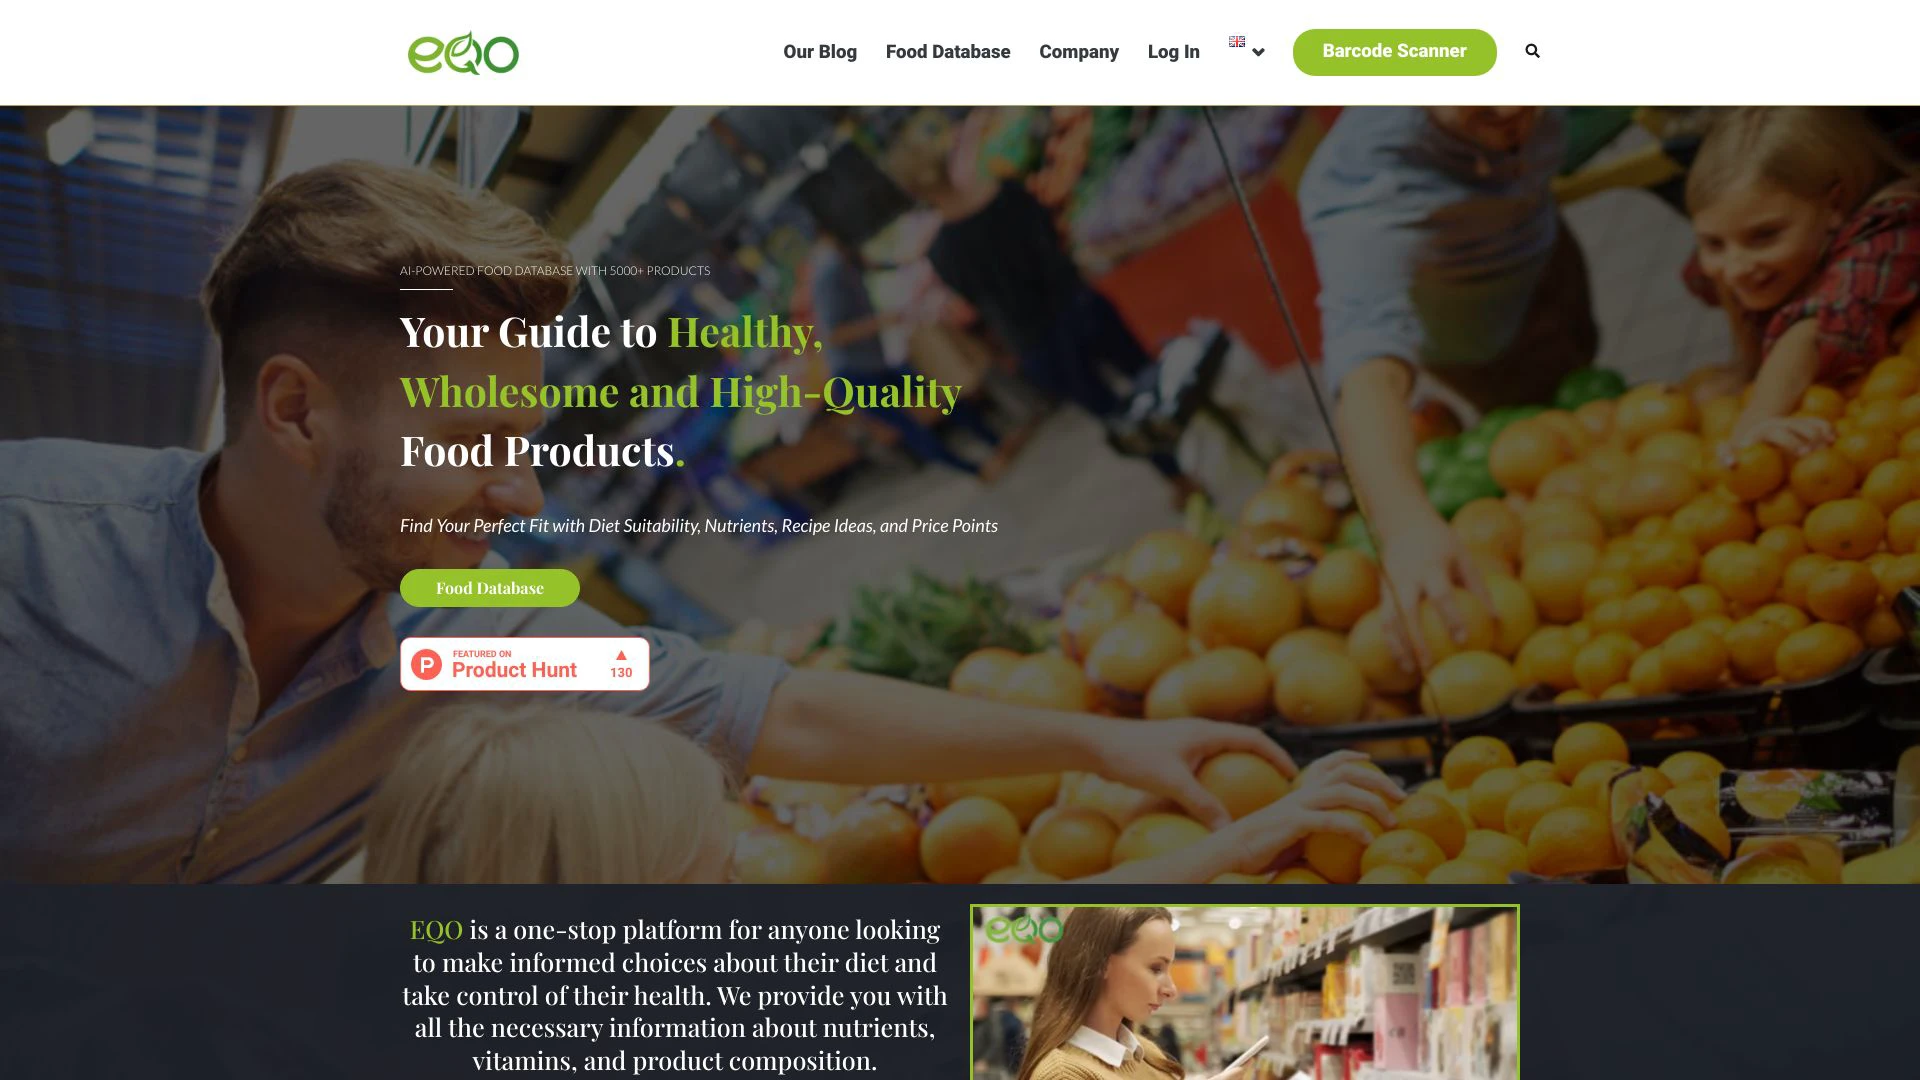 eqo
Our Blog
Food Database
Company
Log In
Barcode Scanner
AI-POWERED FOOD DATABASE WITH 5000+ PRODUCTS
Your Guide to Healthy,
Wholesome and High-Quality
Food Products.
Find Your Perfect Fit with Diet Suitability, Nutrients, Recipe Ideas, and Price Points
Food Database
P
FEATURED ON
Product Hunt
▲
130
EQO is a one-stop platform for anyone looking
to make informed choices about their diet and
take control of their health. We provide you with
all the necessary information about nutrients,
vitamins, and product composition.
eqo